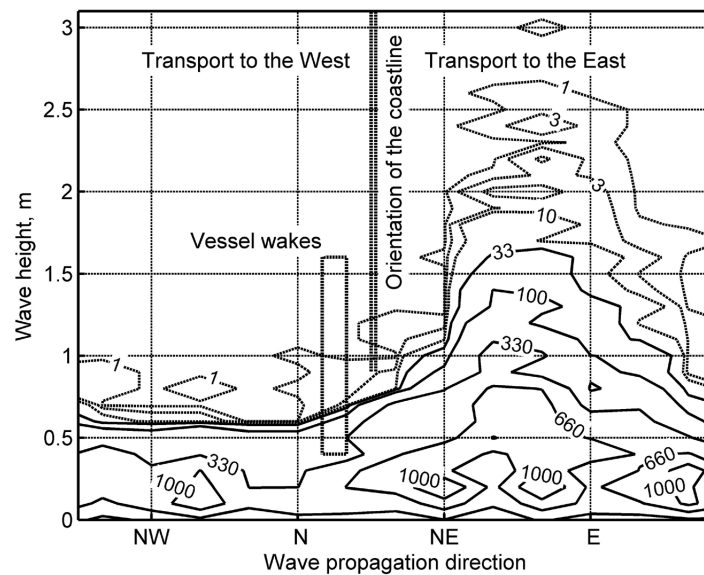 3
Transport to the West
Transport to the East
1
2.5
3
3
2
10
Vessel wakes
Orientation of the coastline
33
1.5
100
1
1
330
660
0.5
330
660
1000
1000
1000
1000
0
NW
N
NE
E
Wave height, m
Wave propagation direction